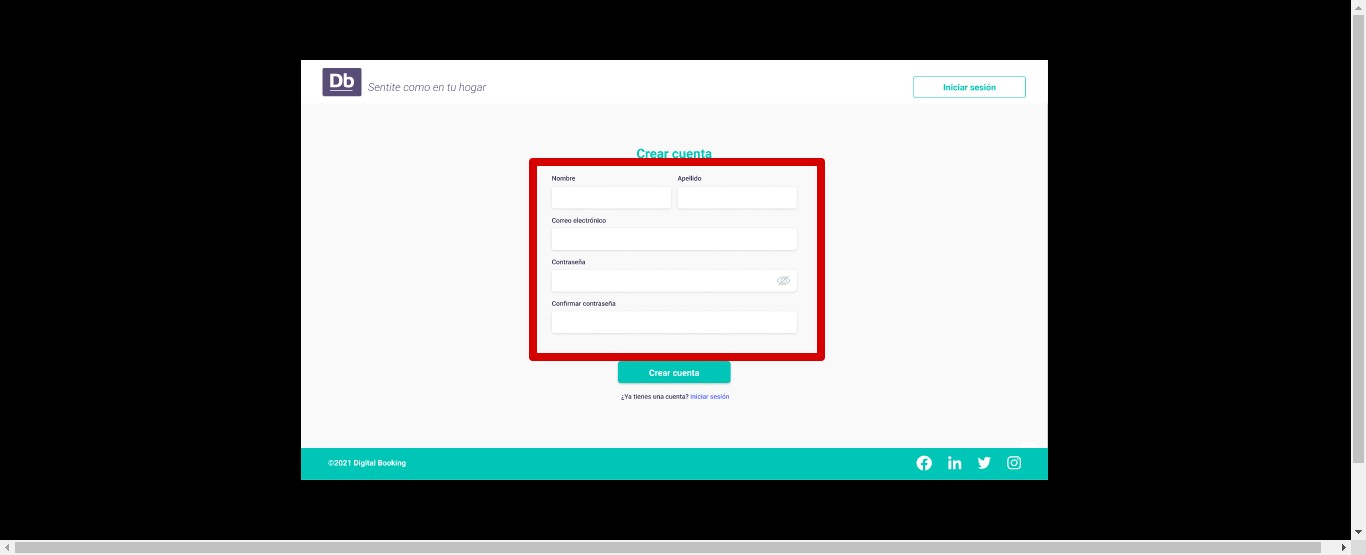 Db Sentite como en tu hogar
Iniciar sesión
Crear cuenta
Nombre Apellido
Correo electrónico
Contraseña
Confirmar contraseña
Crear cuenta
¿Ya tienes una cuenta? Iniciar sesión
©2021 Digital Booking